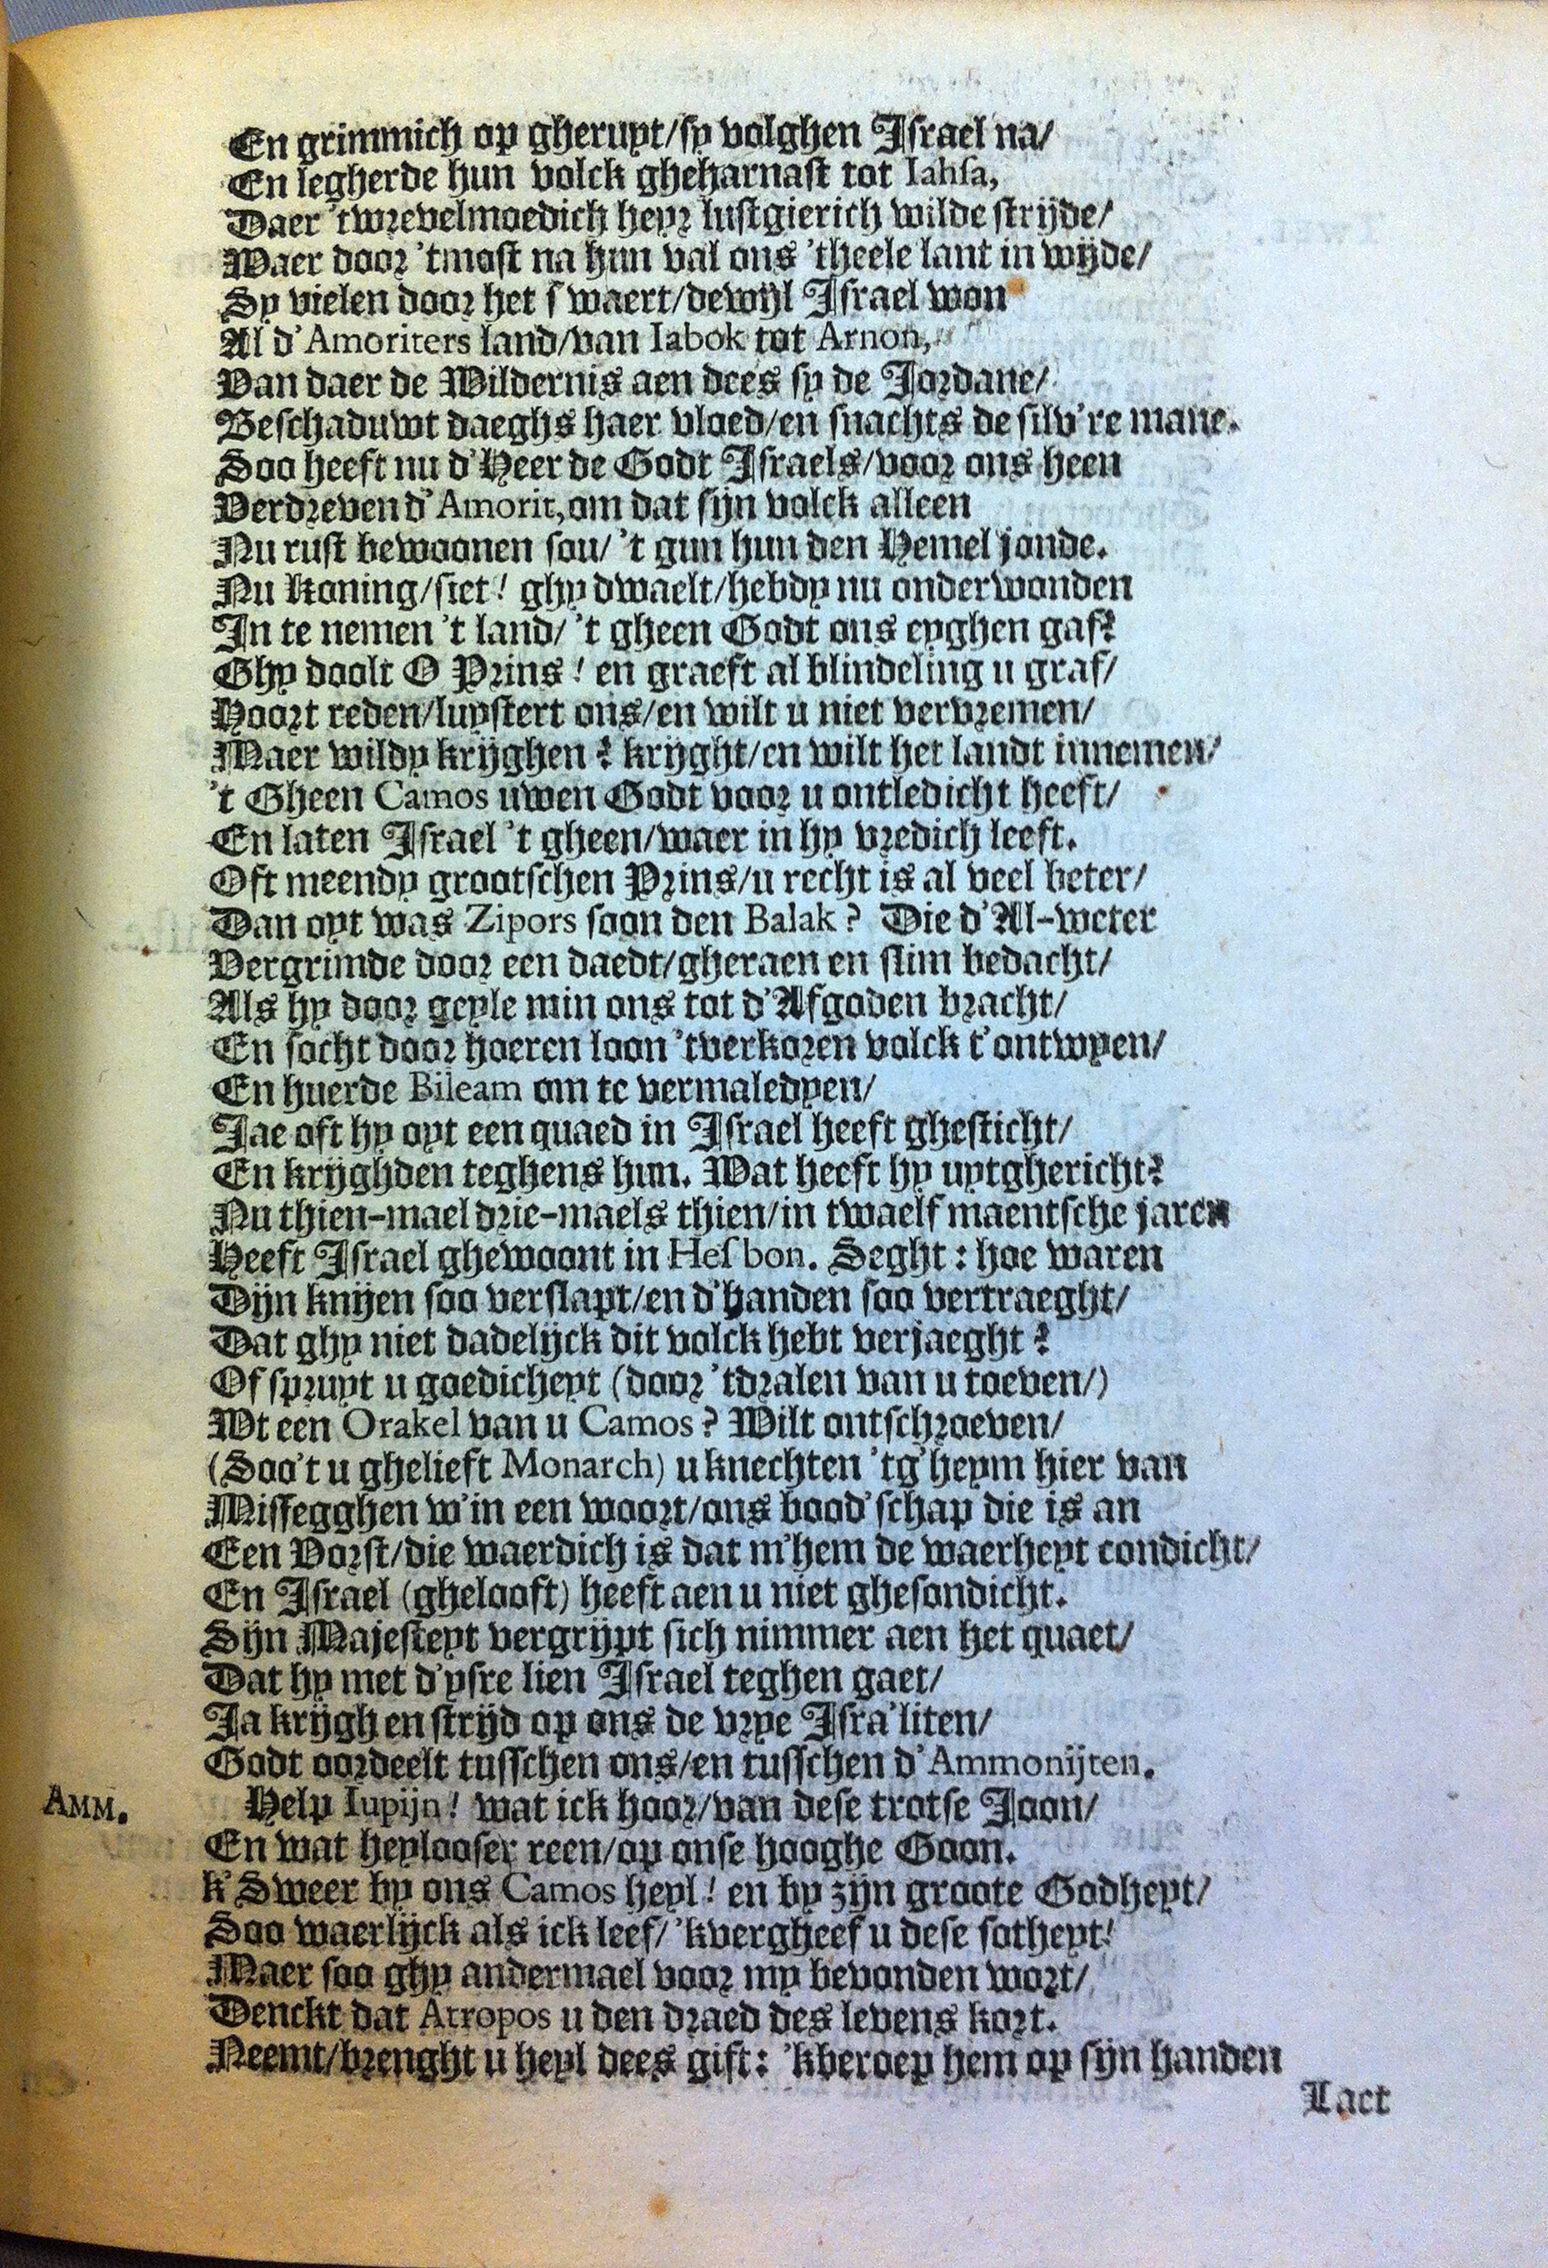 En grimmich op gheruyt/sy volghen Israel na/
En legherde hun volck gheharnast tot Iahsa,
Daer 'twrevelmoedich heyr lustgierich wilde strijde/
Waer door 'tmost na hun val ons 'theele lant in wijde/
Sy vielen door het swaert/dewijl Israel won
Al d'Amoriters land/van Iabok tot Arnon,
Van daer de Wildernis aen dees sy de Jordane/
Beschaduwt daeghs haer vloed/en snachts de silv're mane.
Soo heeft nu d'Heer de Godt Israels/voor ons heen
Verdreven d'Amorit, om dat sijn volck alleen
Nu rust bewoonen sou/ 't gun hun den Hemel jonde.
Nu Koning/siet! ghy dwaelt/hebdy nu onderwonden
In te nemen 't land/ 't gheen Godt ons eyghen gaf?
Ghy doolt O Prins! en graeft al blindeling u graf/
Hoort reden/luystert ons/en wilt u niet vervremen/
Maer wildy krijghen? krijght/en wilt het landt innemen/
't Gheen Camos uwen Godt voor u ontledicht heeft/
En laten Israel 't gheen/waer in hy vredich leeft.
Oft meendy grootschen Prins/u recht is al veel beter/
Dan oyt was Zipors soon den Balak? Die d'Al-weter
Vergrimde door een daedt/gheraen en slim bedacht/
Als hy door geyle min ons tot d'Afgoden bracht/
En socht door hoeren loon 'tverkoren volck t'ontwyen/
En huerde Bileam om te vermaledyen/
Jae oft hy oyt een quaed in Israel heeft ghesticht/
En krijghden teghens hun. Wat heeft hy uytghericht?
Nu thien-mael drie-maels thien/in twaelf maentsche jaren
Heeft Israel ghewoont in Hesbon. Seght: hoe waren
Dijn knijen soo verslapt/en d'handen soo vertraeght/
Dat ghy niet dadelijck dit volck hebt verjaeght?
Of spruyt u goedicheyt (door 'tdralen van u toeven/)
Wt een Orakel van u Camos? Wilt ontschroeven/
(Soo't u ghelieft Monarch) u knechten 'tg'heym hier van
Missegghen w'in een woort/ons bood'schap die is an
Een Vorst/die waerdich is dat m'hem de waerheyt condicht/
En Israel (ghelooft) heeft aen u niet ghesondicht.
Sijn Majesteyt vergrijpt sich nimmer aen het quaet/
Dat hy met d'ysre lien Israel teghen gaet/
Ja krijgh en strijd op ons de vrye Isra'liten/
Godt oordeelt tusschen ons/en tusschen d'Ammonijten.
AMM. Help Iupijn! wat ick hoor/van dese trotse Joon/
En wat heylooser reen/op onse hooghe Goon.
k'Sweer by ons Camos heyl! en by zijn groote Godheyt/
Soo waerlijck als ick leef/ 'kvergheef u dese sotheyt!
Maer soo ghy andermael voor my bevonden wort/
Denckt dat Atropos u den draed des levens kort.
Neemt/brenght u heyl dees gift: 'kberoep hem op sijn handen
Laet